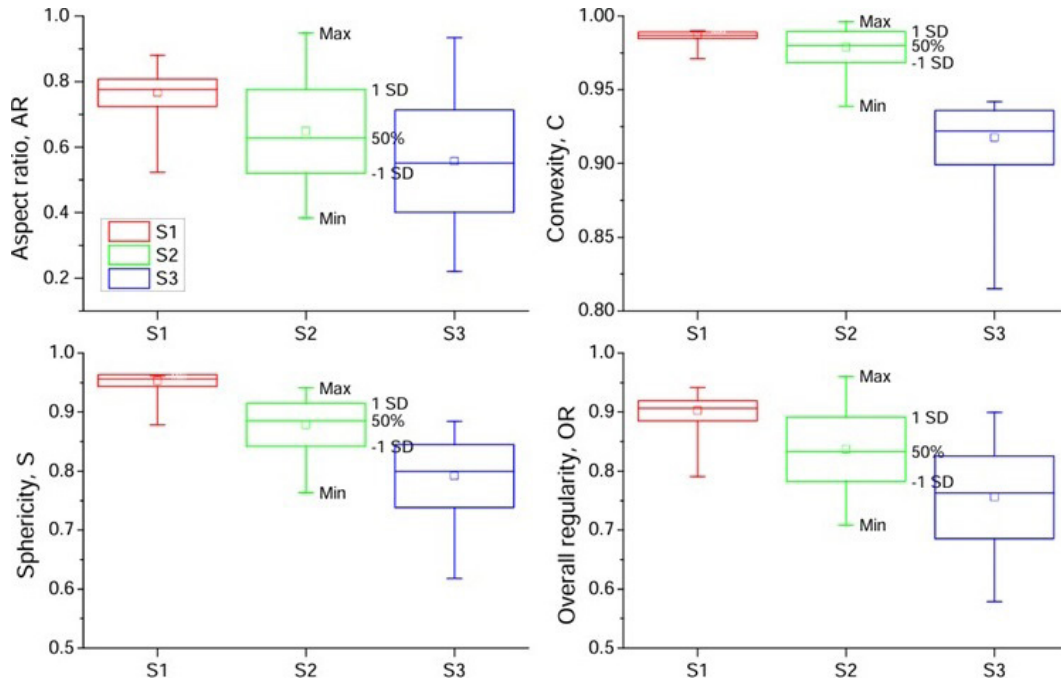 Aspect ratio, AR
1.0
0.8
0.6
0.4
0.2
Max
1 SD
50%
-1 SD
Min
S1
S2
S3
S1
S2
S3
Convexity, C
1.00
0.95
0.90
0.85
0.80
Max
1 SD
50%
-1 SD
Min
S1
S2
S3
Sphericity, S
1.0
0.9
0.8
0.7
0.6
0.5
Max
1 SD
50%
-1 SD
Min
S1
S2
S3
Overall regularity, OR
1.0
0.9
0.8
0.7
0.6
0.5
Max
1 SD
50%
-1 SD
Min
S1
S2
S3